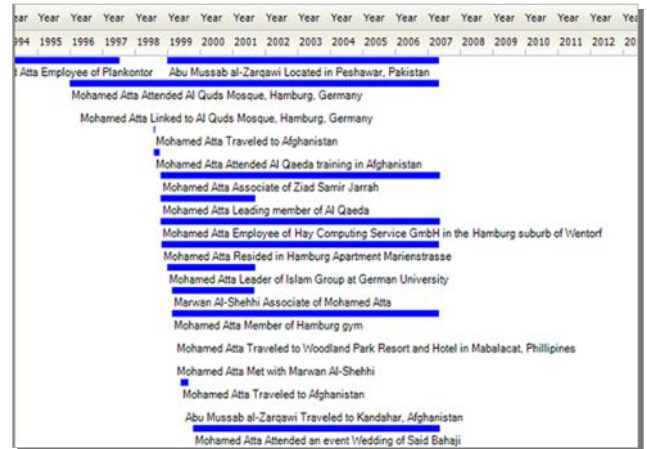 ear Year Year Year Year Year Year Year Year Year Year Year Year Year Year Year Year Year Year Yea
994 1995 1996 1997 1998 1999 2000 2001 2002 2003 2004 2005 2006 2007 2008 2009 2010 2011 2012 20
Atta Employee of Plankontor Abu Mussab al-Zarqawi Located in Peshawar, Pakistan
Mohamed Atta Attended Al Quds Mosque, Hamburg, Germany
Mohamed Atta Linked to Al Quds Mosque, Hamburg, Germany
Mohamed Atta Traveled to Afghanistan
Mohamed Atta Attended Al Qaeda training in Afghanistan
Mohamed Atta Associate of Ziad Samir Jarrah
Mohamed Atta Leading member of Al Qaeda
Mohamed Atta Employee of Hay Computing Service GmbH in the Hamburg suburb of Wentorf
Mohamed Atta Resided in Hamburg Apartment Marienstrasse
Mohamed Atta Leader of Islam Group at German University
Marwan Al-Shehhi Associate of Mohamed Atta
Mohamed Atta Member of Hamburg gym
Mohamed Atta Traveled to Woodland Park Resort and Hotel in Mabalacat, Phillipines
Mohamed Atta Met with Marwan Al-Shehhi
Mohamed Atta Traveled to Afghanistan
Abu Mussab al-Zarqawi Traveled to Kandahar, Afghanistan
Mohamed Atta Attended an event Wedding of Said Bahaji